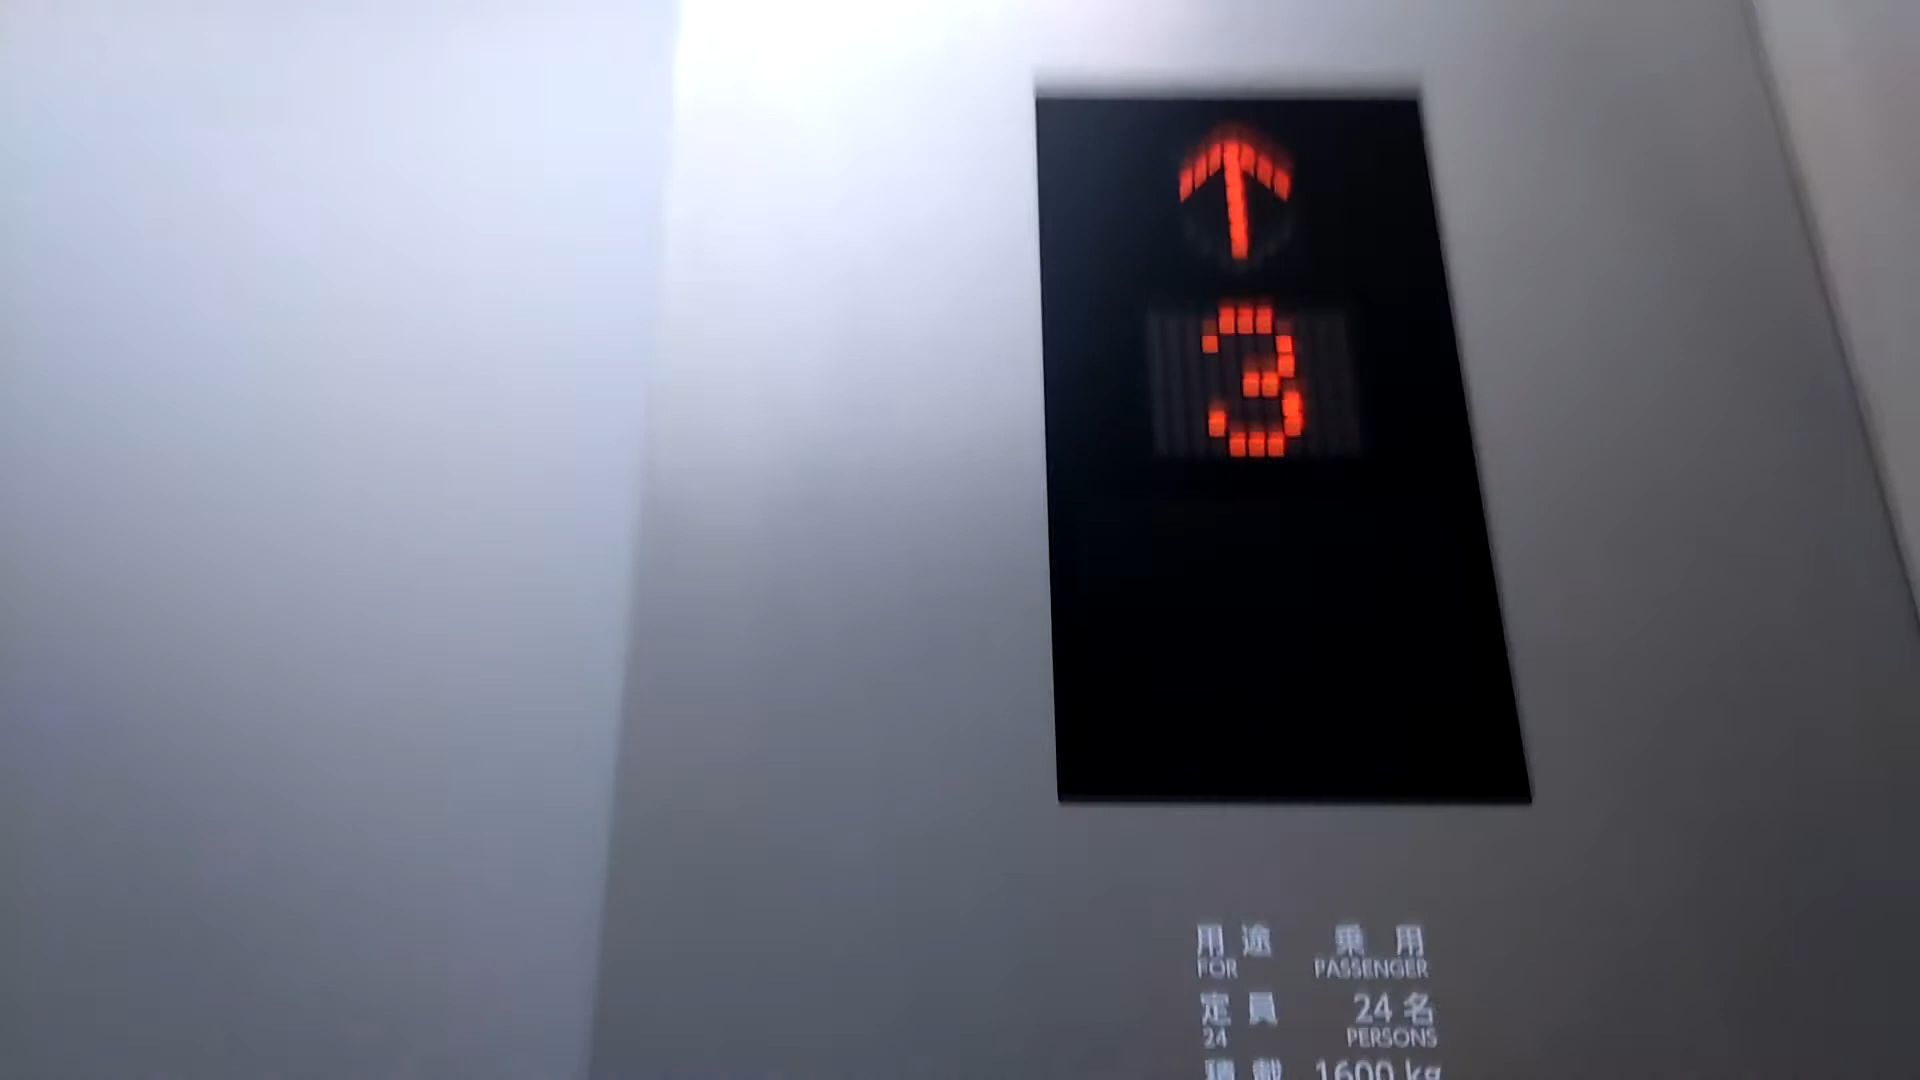 ↑
3
用途 乗用
FOR PASSENGER
定員 24名
24 PERSONS
積載 1600 kg